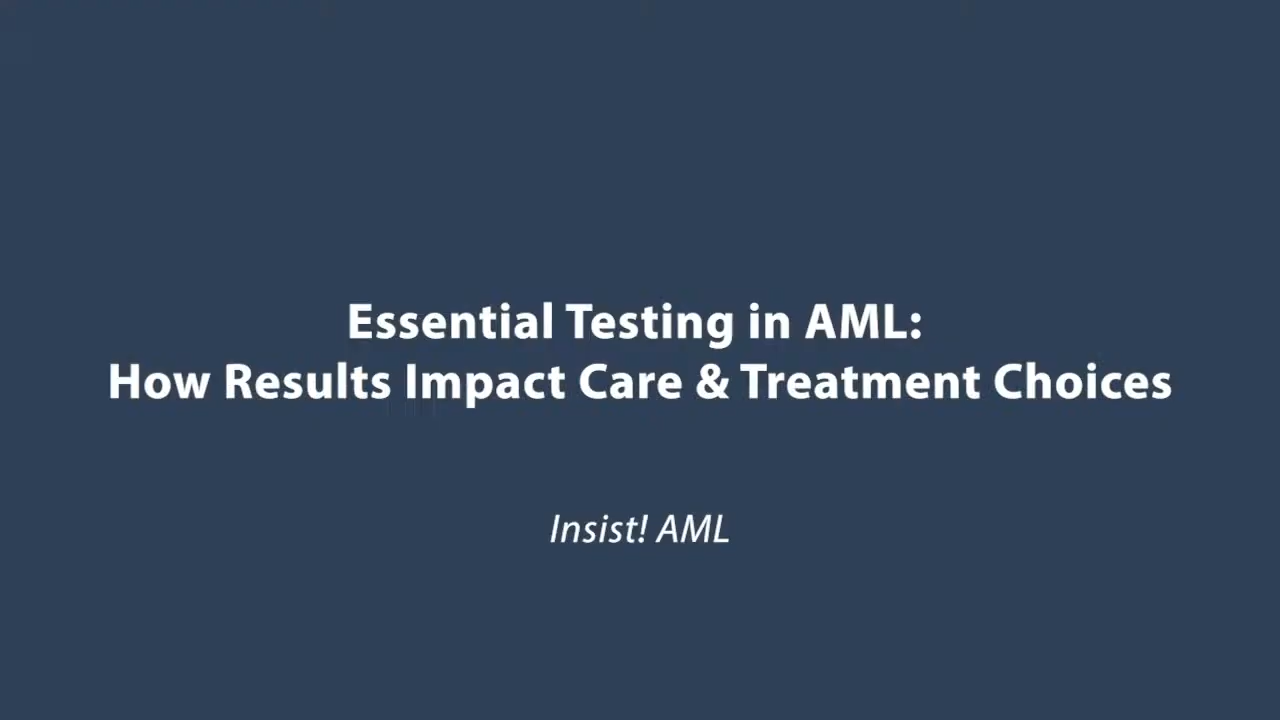 Essential Testing in AML:
How Results Impact Care & Treatment Choices
Insist! AML